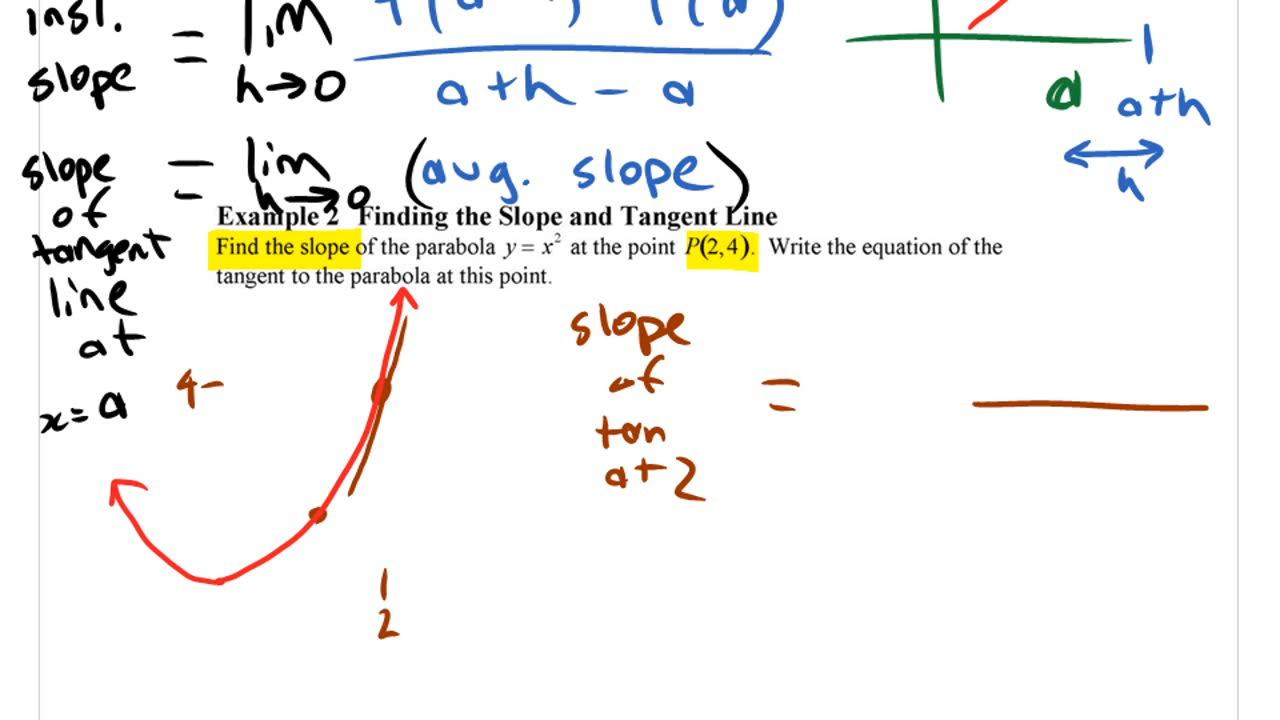 inst.
slope = lim h→0 f(a ) f(a)
a+h - a
a
a+h
h
slope of tangent line at x=a = lim h→0 (avg. slope)
Example 2 Finding the Slope and Tangent Line
Find the slope of the parabola y = x² at the point P(2,4). Write the equation of the
tangent to the parabola at this point.
4
slope
of
tan
at 2
=
2